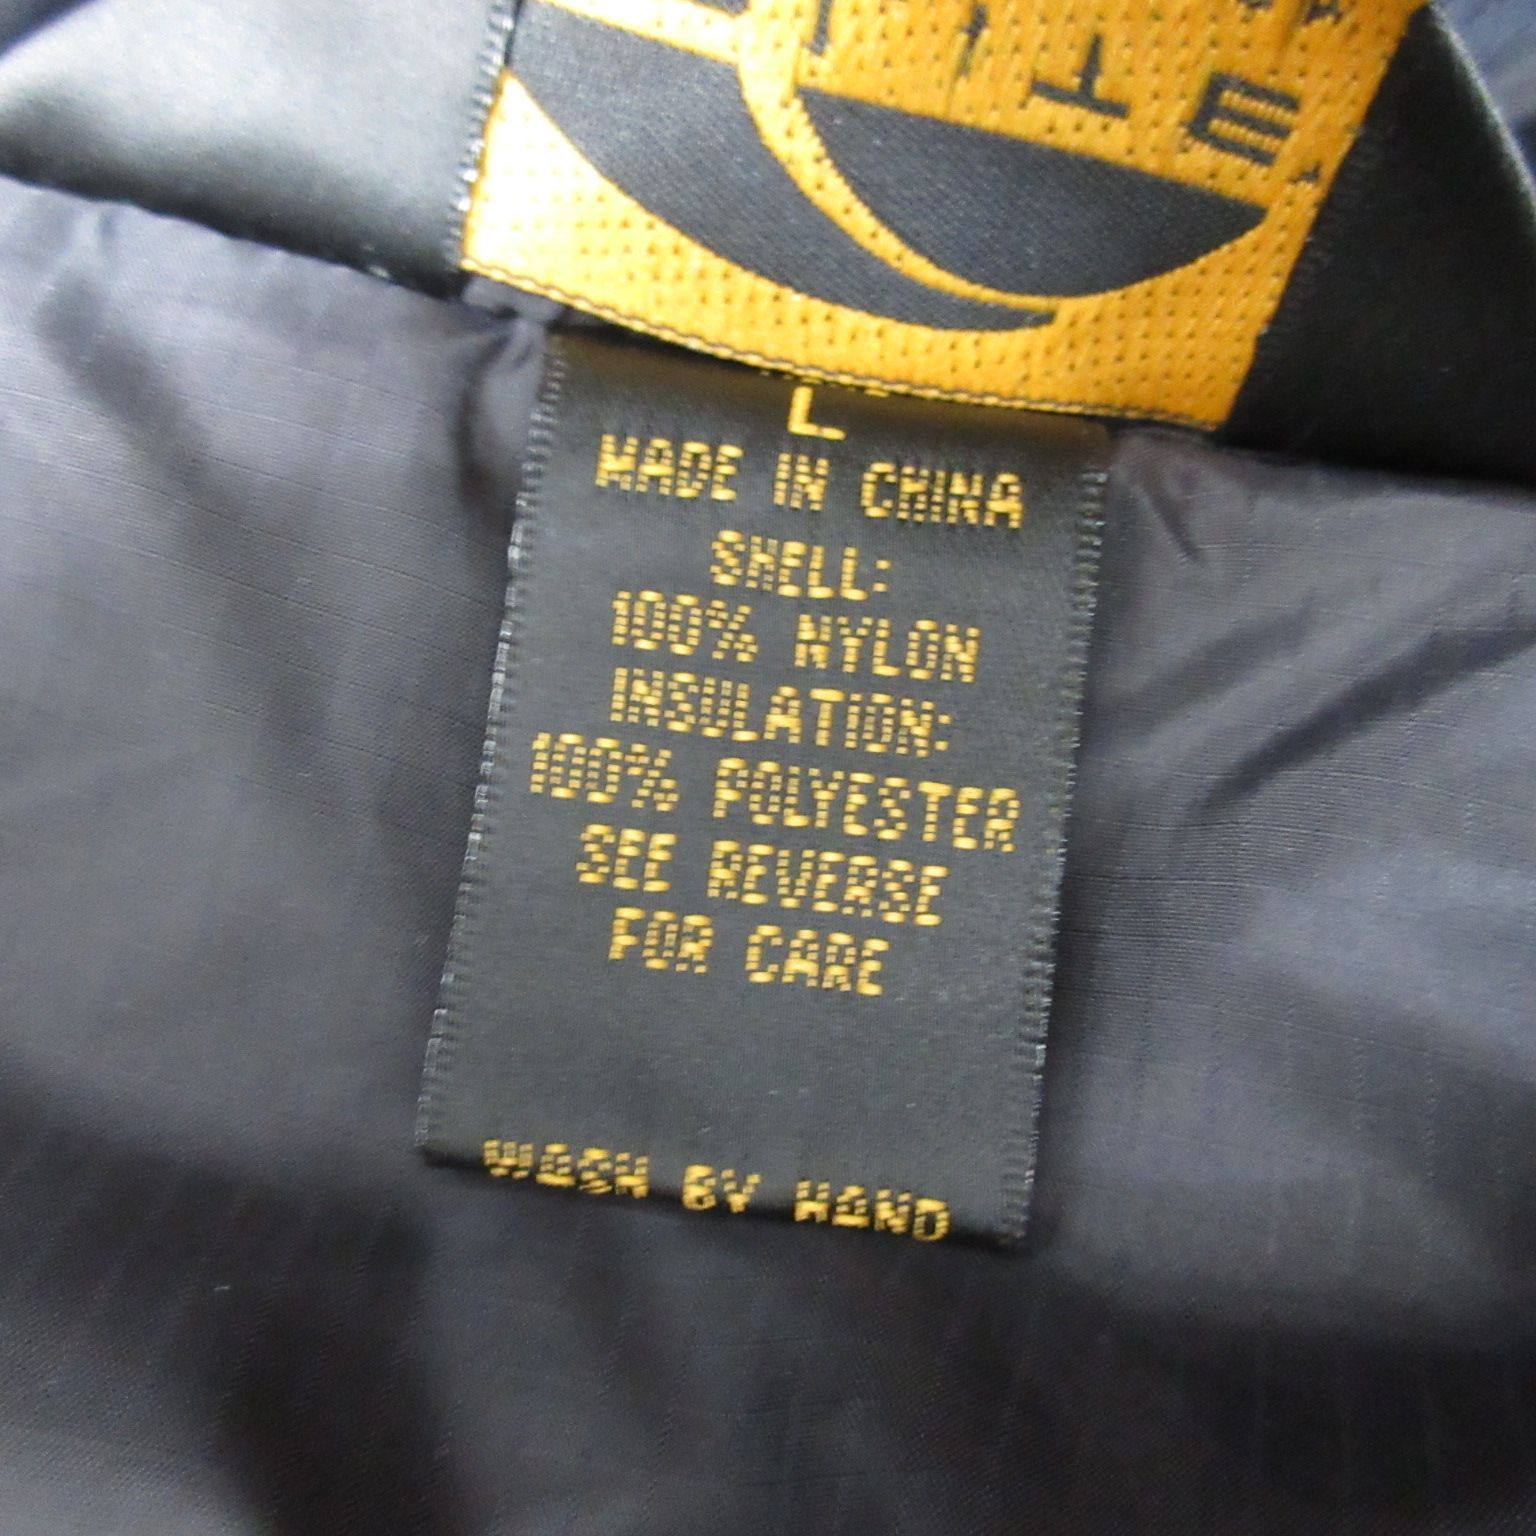 L
MADE IN CHINA
SHELL:
100% NYLON
INSULATION:
100% POLYESTER
SEE REVERSE
FOR CARE
WASH BY HAND